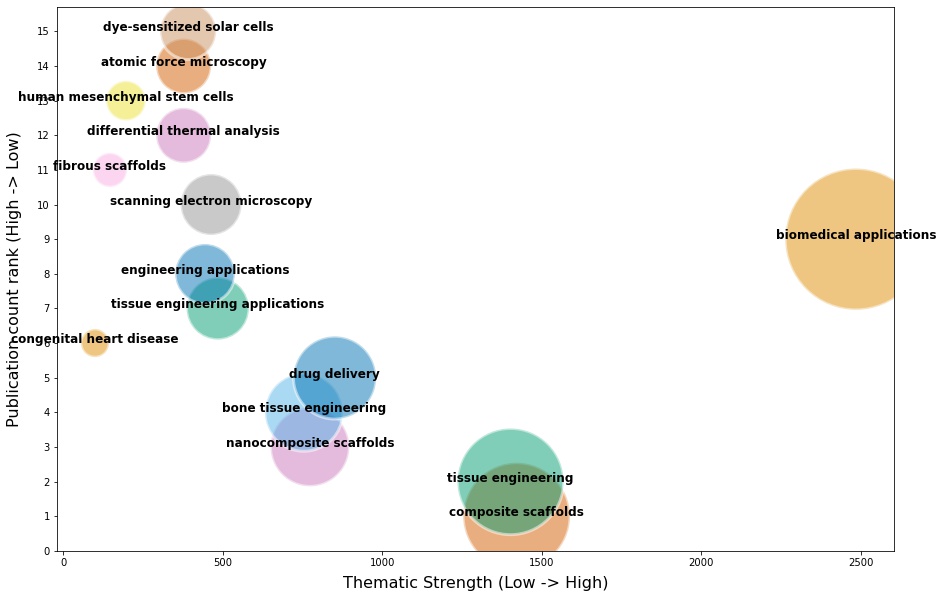 15
dye-sensitized solar cells
14
atomic force microscopy
13
human mesenchymal stem cells
12
differential thermal analysis
11
fibrous scaffolds
10
scanning electron microscopy
9
biomedical applications
8
engineering applications
7
tissue engineering applications
6
congenital heart disease
5
drug delivery
4
bone tissue engineering
3
nanocomposite scaffolds
2
tissue engineering
1
composite scaffolds
0
Publication count rank (High -> Low)
0 500 1000 1500 2000 2500
Thematic Strength (Low -> High)